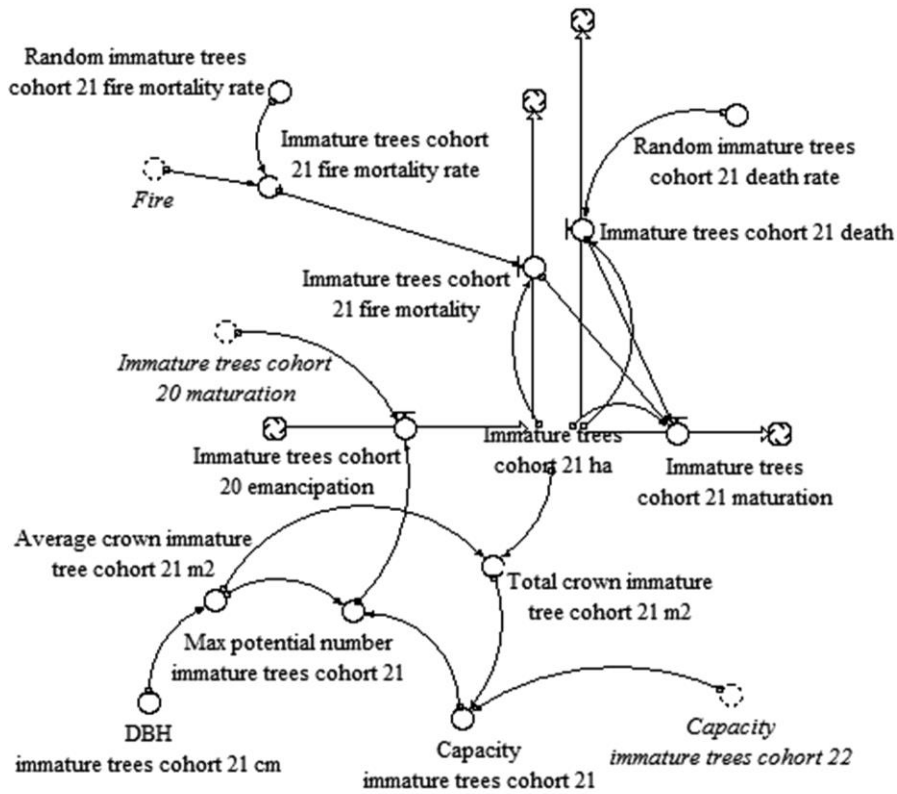 Random immature trees
cohort 21 fire mortality rate
Immature trees cohort
21 fire mortality rate
Fire
Random immature trees
cohort 21 death rate
Immature trees cohort 21 death
Immature trees cohort
21 fire mortality
Immature trees cohort
20 maturation
Immature trees cohort
20 emancipation
Immature trees
cohort 21 ha
Immature trees
cohort 21 maturation
Average crown immature
tree cohort 21 m2
Total crown immature
tree cohort 21 m2
Max potential number
immature trees cohort 21
DBH
immature trees cohort 21 cm
Capacity
immature trees cohort 21
Capacity
immature trees cohort 22